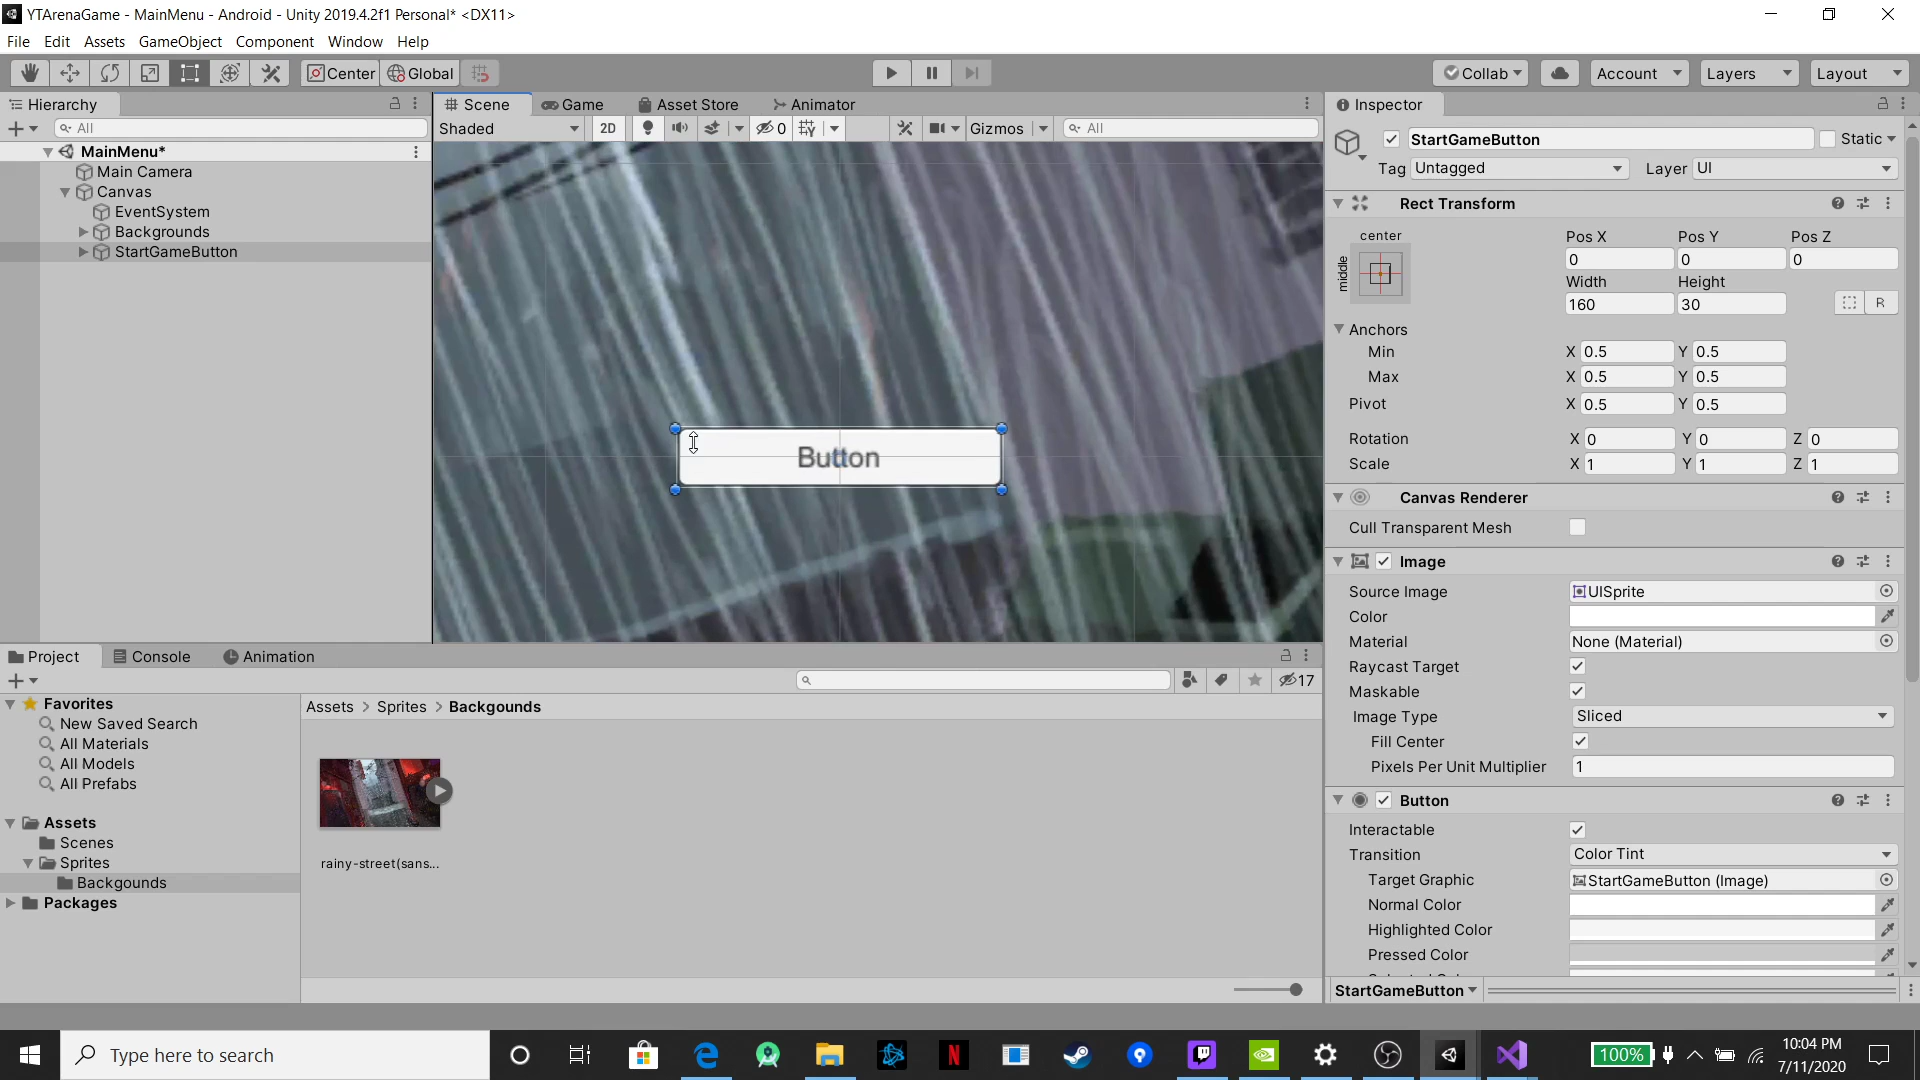 YTArenaGame - MainMenu - Android - Unity 2019.4.2f1 Personal* <DX11>
File Edit Assets GameObject Component Window Help
Center Global Collab Account Layers Layout
Hierarchy
All
MainMenu*
Main Camera
Canvas
EventSystem
Backgrounds
StartGameButton
Scene Game Asset Store Animator
Shaded 2D 0 Gizmos All
Button
Inspector
StartGameButton Static
Tag Untagged Layer UI
Rect Transform
center
middle
Pos X Pos Y Pos Z
0 0 0
Width Height
160 30 R
Anchors
Min X 0.5 Y 0.5
Max X 0.5 Y 0.5
Pivot X 0.5 Y 0.5
Rotation X 0 Y 0 Z 0
Scale X 1 Y 1 Z 1
Canvas Renderer
Cull Transparent Mesh
Image
Source Image UISprite
Color
Material None (Material)
Raycast Target
Maskable
Image Type Sliced
Fill Center
Pixels Per Unit Multiplier 1
Button
Interactable
Transition Color Tint
Target Graphic StartGameButton (Image)
Normal Color
Highlighted Color
Pressed Color
StartGameButton
Project Console Animation
17
Favorites
New Saved Search
All Materials
All Models
All Prefabs
Assets
Scenes
Sprites
Backgounds
Packages
Assets > Sprites > Backgounds
rainy-street(sans...
Type here to search
N
100%
10:04 PM
7/11/2020